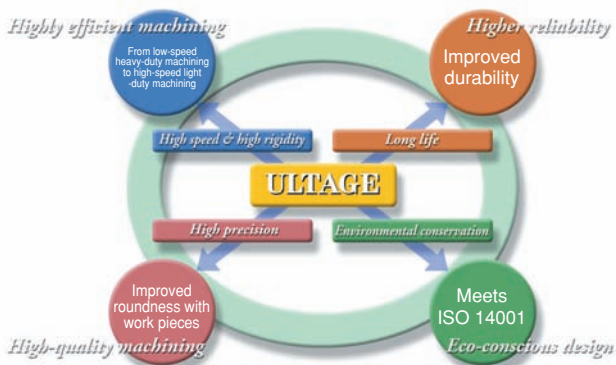 Highly efficient machining
Higher reliability
From low-speed
heavy-duty machining
to high-speed light
-duty machining
Improved
durability
High speed & high rigidity
Long life
ULTAGE
High precision
Environmental conservation
Improved
roundness with
work pieces
Meets
ISO 14001
High-quality machining
Eco-conscious design